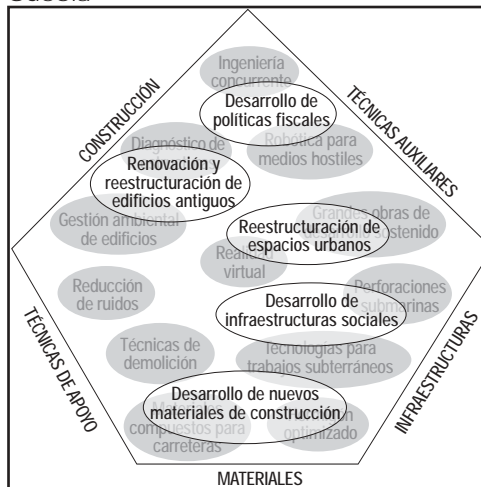 Ingeniería
concurrente
Desarrollo de
políticas fiscales
CONSTRUCCIÓN
TÉCNICAS AUXILIARES
Diagnóstico de
Robótica para
medios hostiles
Renovación y
reestructuración de
edificios antiguos
Gestión ambiental
de edificios
Grandes obras de
desarrollo sostenido
Reestructuración de
espacios urbanos
Realidad
virtual
Reducción
de ruidos
Perforaciones
submarinas
Desarrollo de
infraestructuras sociales
Técnicas de
demolición
Tecnologías para
trabajos subterráneos
TÉCNICAS DE APOYO
INFRAESTRUCTURAS
Desarrollo de nuevos
materiales de construcción
compuestos para
carreteras
optimizado
MATERIALES